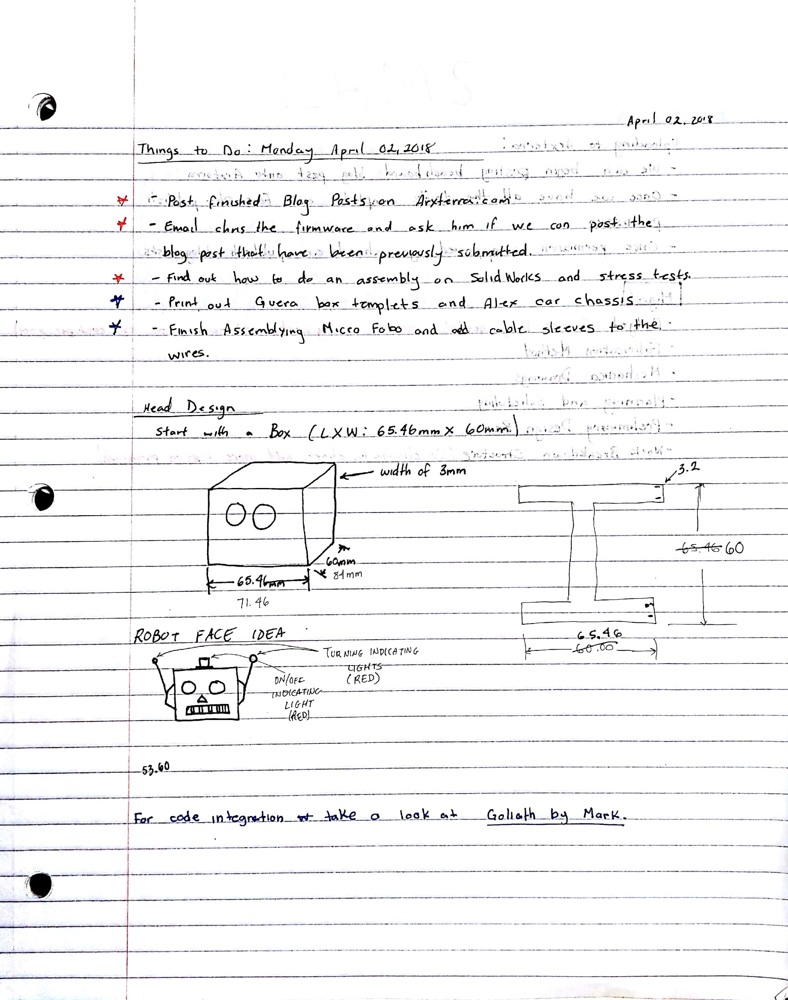 April 02, 2018
Things to Do: Monday April 02, 2018
- Post finished Blog Posts on Arxterra.com
- Email chris the firmware and ask him if we can post the
blog post that have been previously submitted.
- Find out how to do an assembly on SolidWorks and stress tests.
- Print out Guera box templets and Alex car chassis
- Finish Assemblying Micro Fobo and add cable sleeves to the
wires.
Head Design
Start with a Box (LXW: 65.46mm X 60mm)
width of 3mm
3.2
65.46 60
60mm
84mm
65.46mm
71.46
65.46
60.00
ROBOT FACE IDEA
TURNING INDICATING
LIGHTS
(RED)
ON/OFF
INDICATING
LIGHT
(RED)
53.60
For code integration take a look at Goliath by Mark.